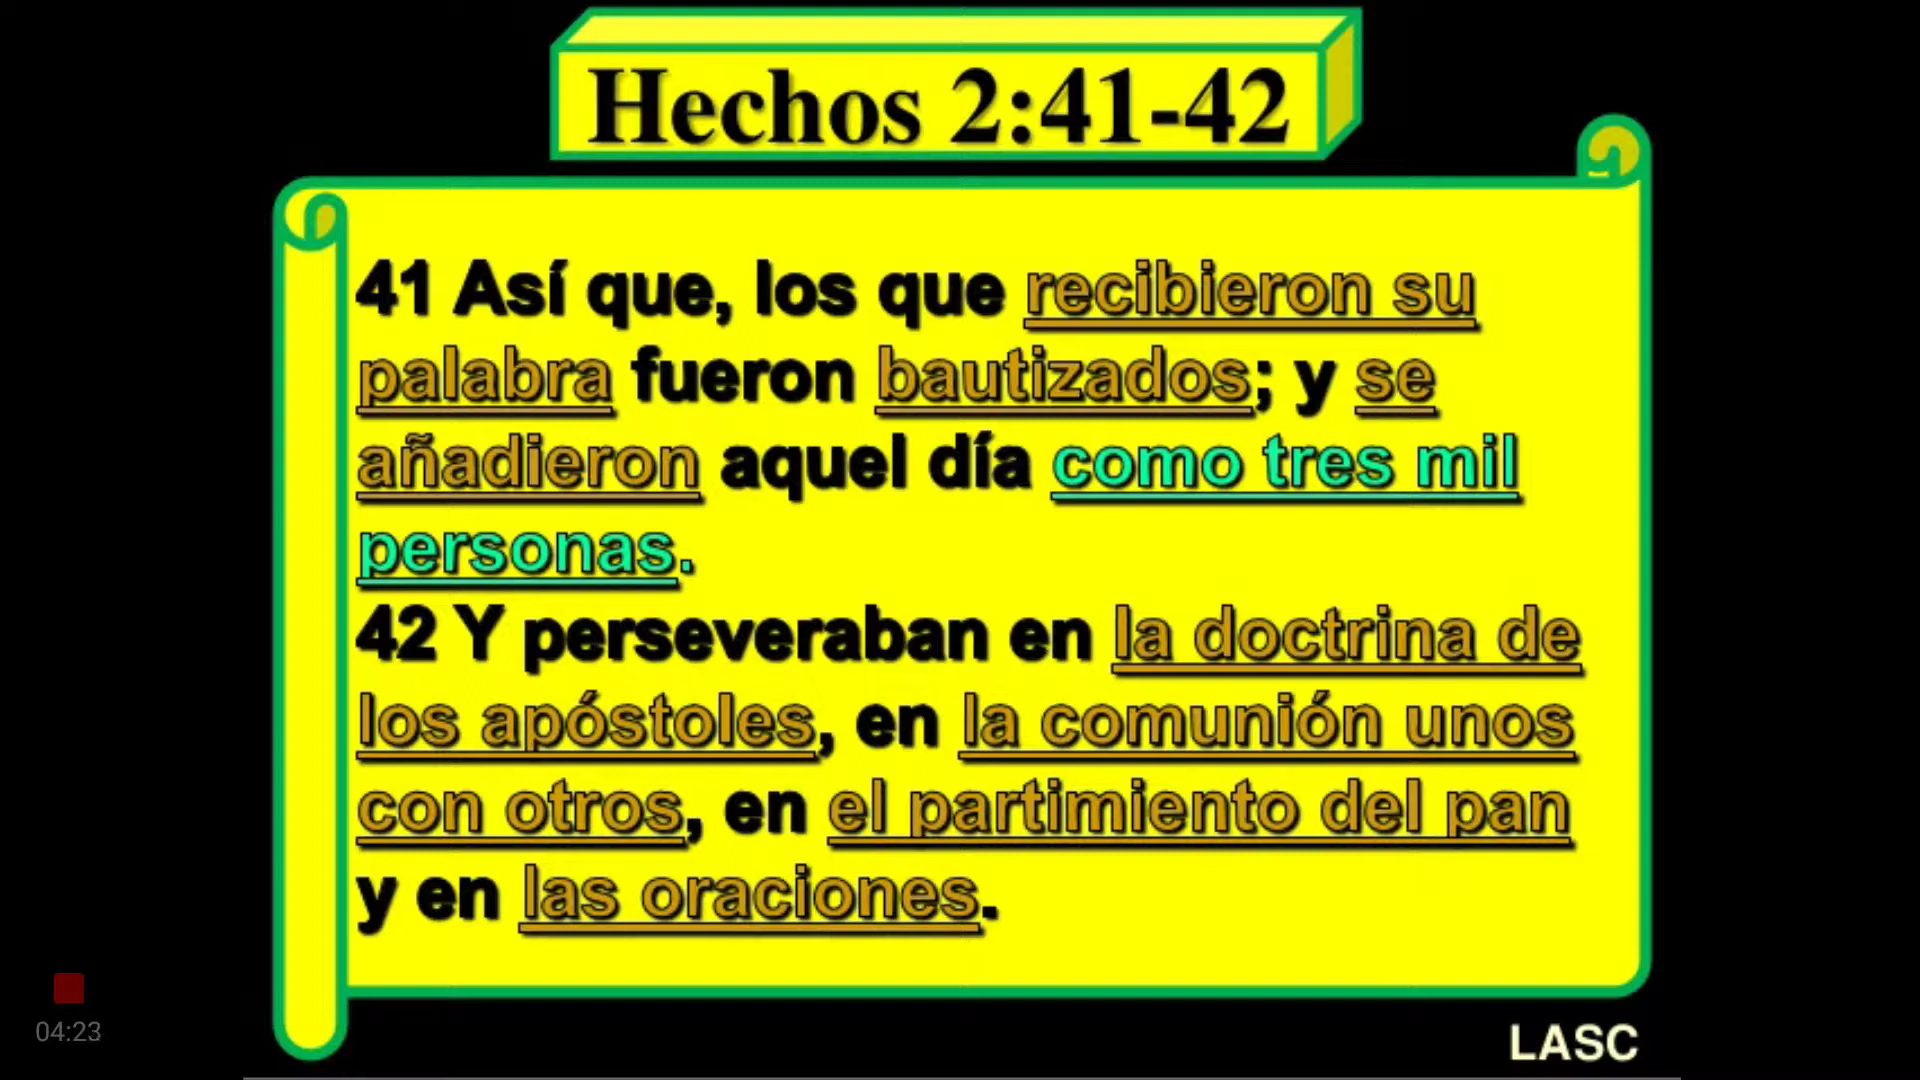 Hechos 2:41-42
41 Así que, los que recibieron su
palabra fueron bautizados; y se
añadieron aquel día como tres mil
personas.
42 Y perseveraban en la doctrina de
los apóstoles, en la comunión unos
con otros, en el partimiento del pan
y en las oraciones.
04:23
LASC